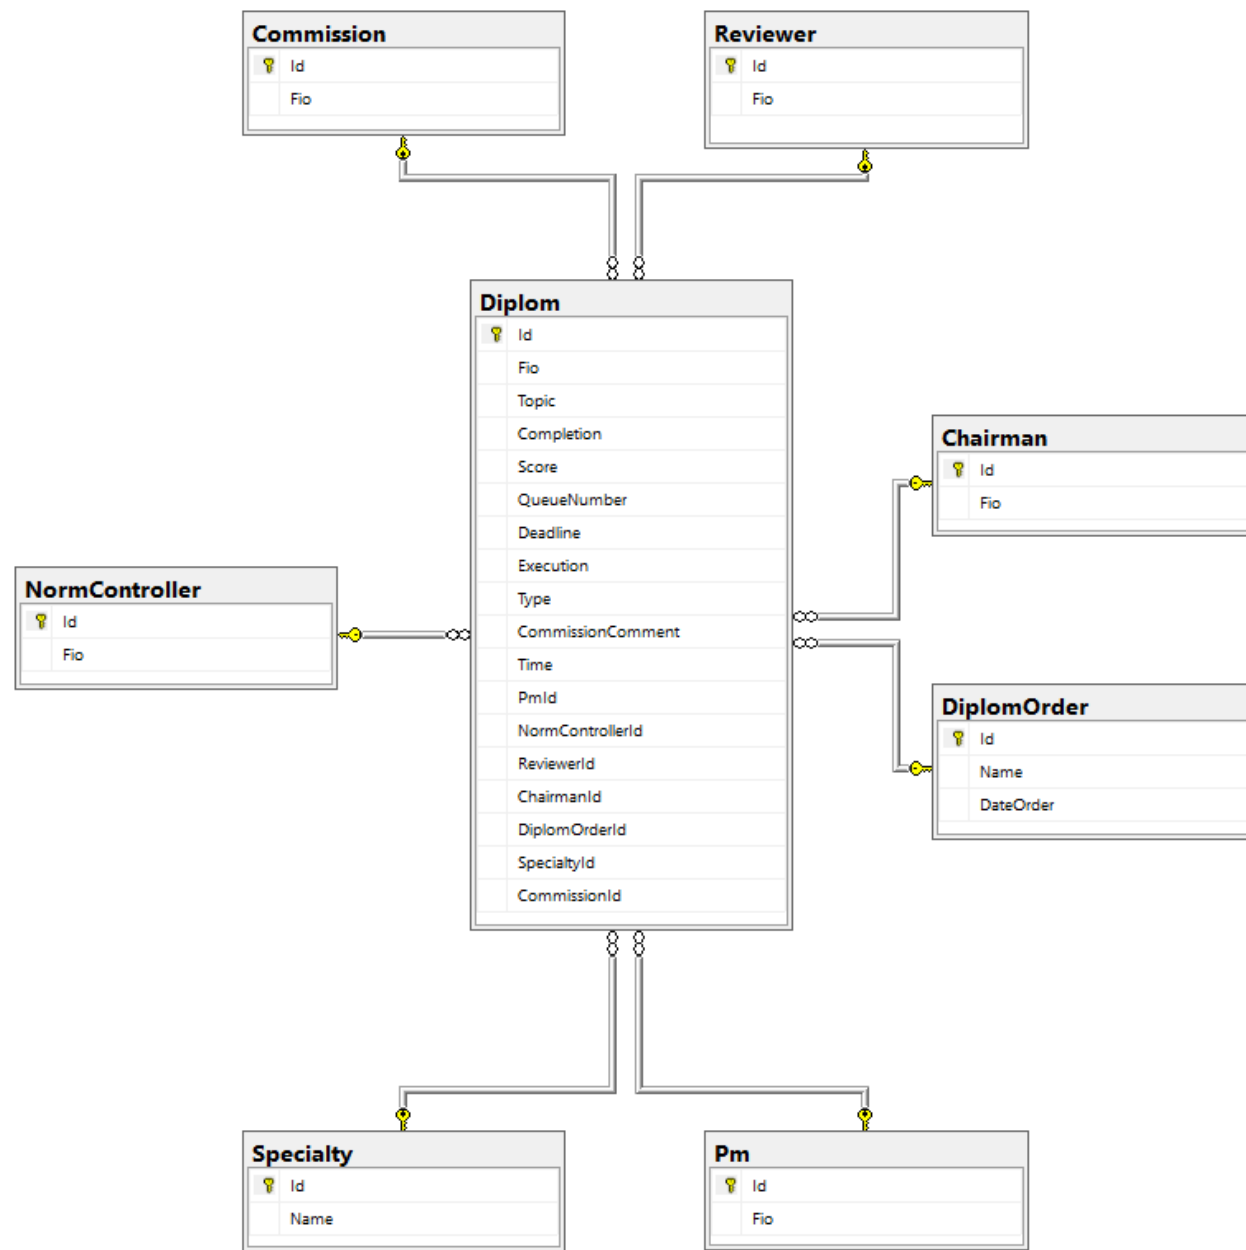 Commission
Id
Fio
Reviewer
Id
Fio
Diplom
Id
Fio
Topic
Completion
Score
QueueNumber
Deadline
Execution
Type
CommissionComment
Time
PmId
NormControllerId
ReviewerId
ChairmanId
DiplomOrderId
SpecialtyId
CommissionId
Chairman
Id
Fio
NormController
Id
Fio
DiplomOrder
Id
Name
DateOrder
Specialty
Id
Name
Pm
Id
Fio